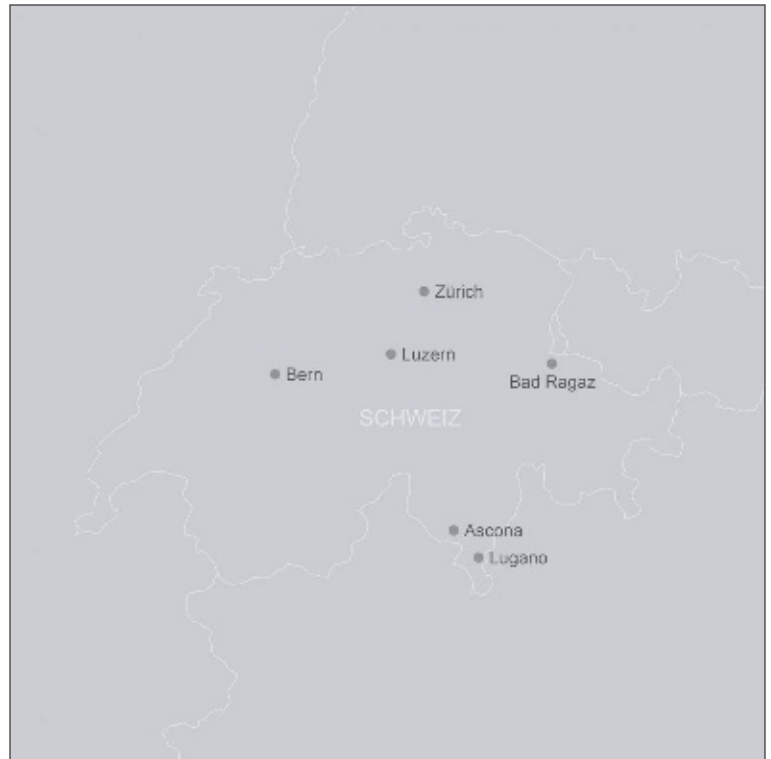 Zürich
Luzern
Bern
Bad Ragaz
SCHWEIZ
Ascona
Lugano